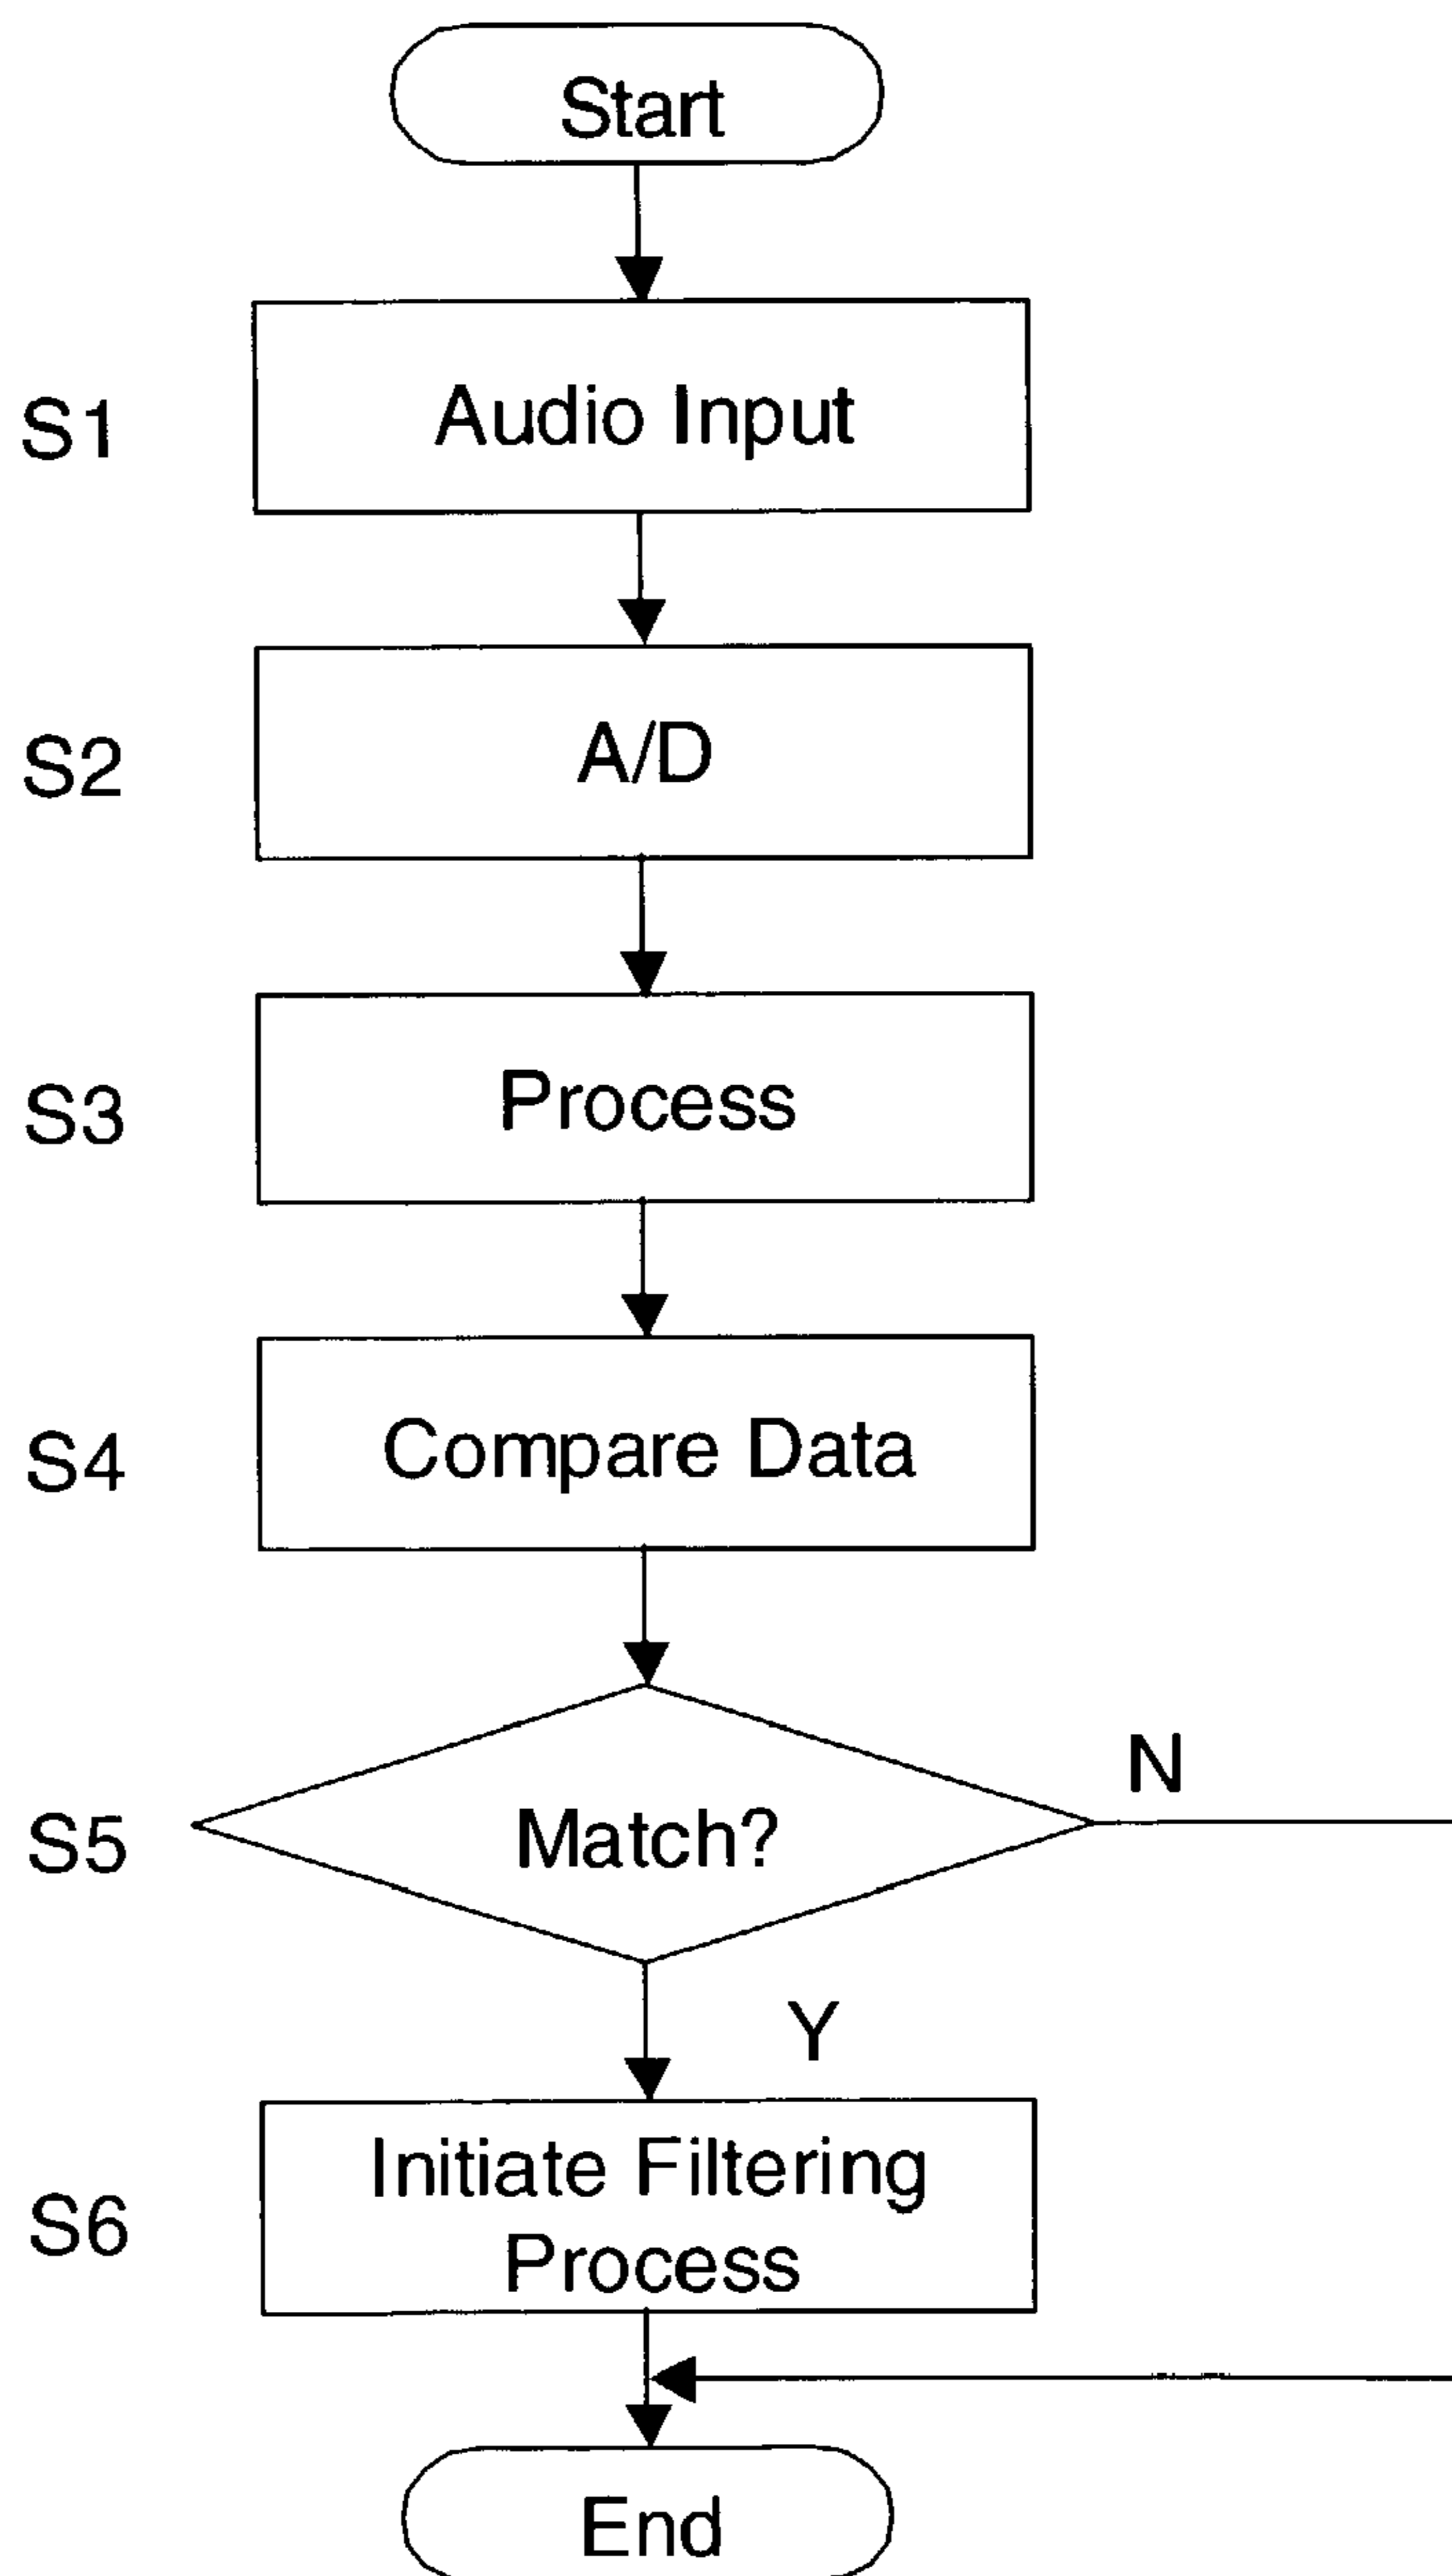 Start
S1
Audio Input
S2
A/D
S3
Process
S4
Compare Data
S5
Match?
N
Y
S6
Initiate Filtering
Process
End